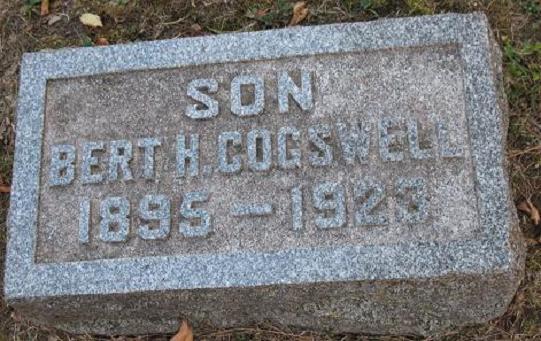 SON
BERT H. COGSWELL
1895 – 1923